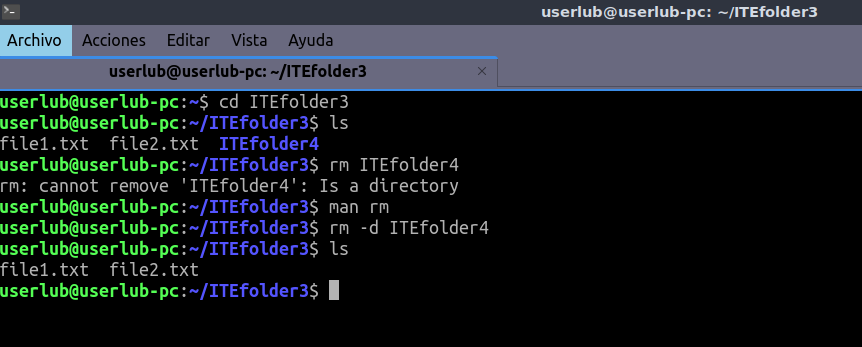 userlub@userlub-pc: ~/ITEfolder3
Archivo Acciones Editar Vista Ayuda
userlub@userlub-pc: ~/ITEfolder3 ×
userlub@userlub-pc:~$ cd ITEfolder3
userlub@userlub-pc:~/ITEfolder3$ ls
file1.txt  file2.txt  ITEfolder4
userlub@userlub-pc:~/ITEfolder3$ rm ITEfolder4
rm: cannot remove 'ITEfolder4': Is a directory
userlub@userlub-pc:~/ITEfolder3$ man rm
userlub@userlub-pc:~/ITEfolder3$ rm -d ITEfolder4
userlub@userlub-pc:~/ITEfolder3$ ls
file1.txt  file2.txt
userlub@userlub-pc:~/ITEfolder3$